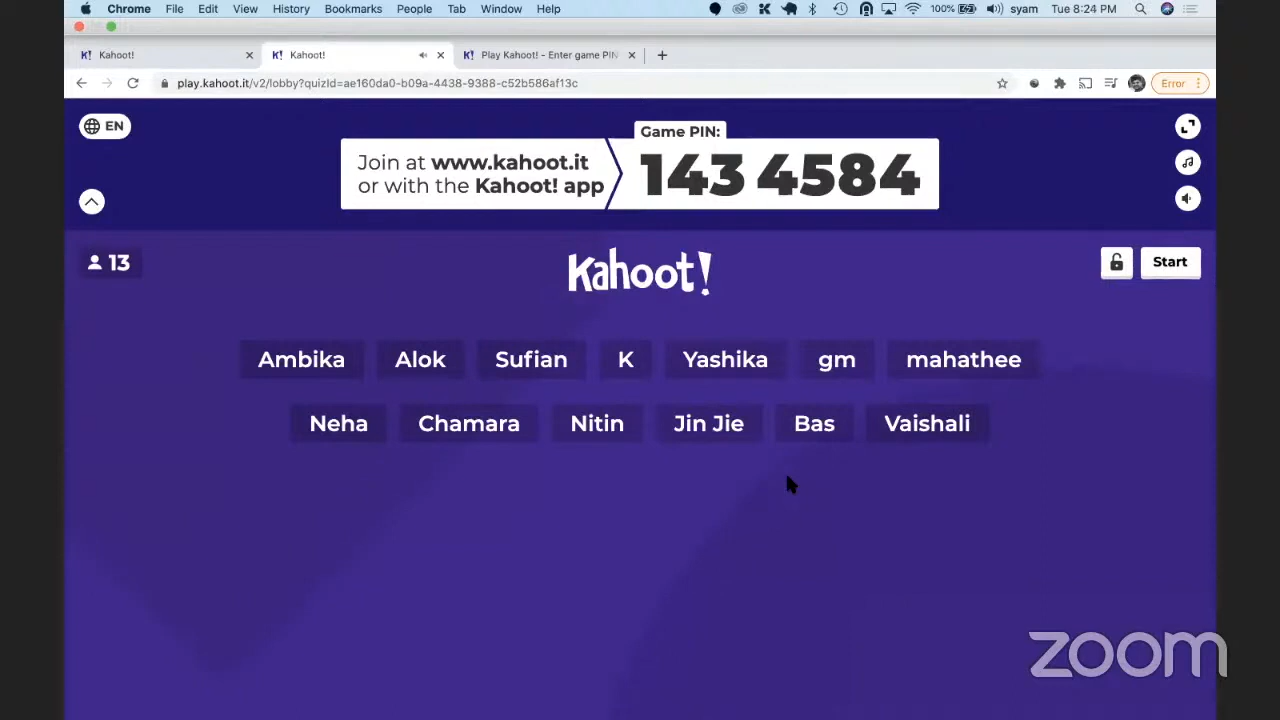 Chrome File Edit View History Bookmarks People Tab Window Help 100% syam Tue 8:24 PM
K! Kahoot! K! Kahoot! K! Play Kahoot! - Enter game PIN
play.kahoot.it/v2/lobby?quizId=ae160da0-b09a-4438-9388-c52b586af13c Error
EN
Game PIN:
Join at www.kahoot.it
or with the Kahoot! app
143 4584
13
Kahoot!
Start
Ambika Alok Sufian K Yashika gm mahathee
Neha Chamara Nitin Jin Jie Bas Vaishali
zoom